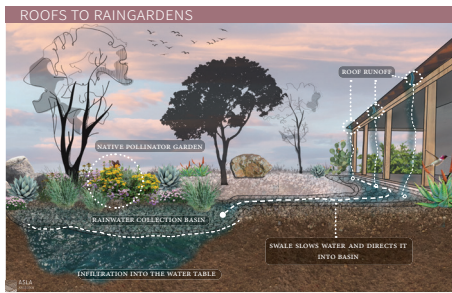 ROOFS TO RAINGARDENS
ROOF RUNOFF
NATIVE POLLINATOR GARDEN
RAINWATER COLLECTION BASIN
SWALE SLOWS WATER AND DIRECTS IT
INTO BASIN
INFILTRATION INTO THE WATER TABLE
ASLA